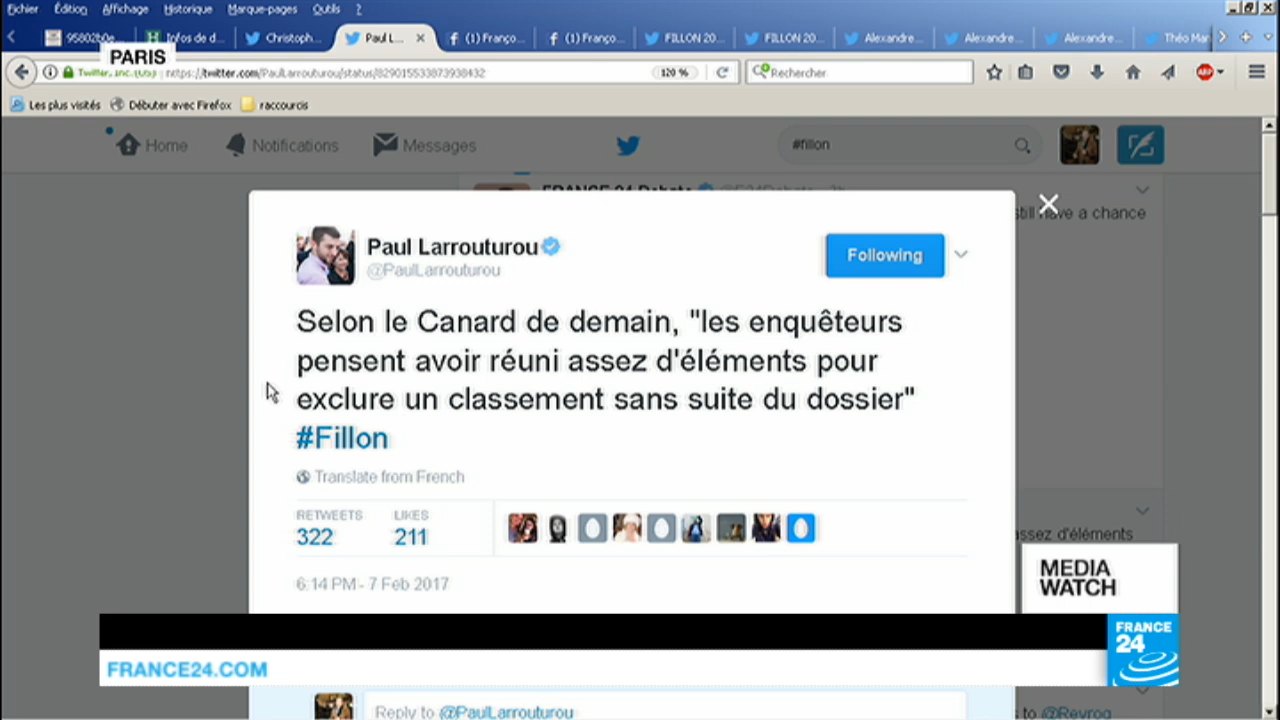 Fichier Édition Affichage Historique Marque-pages Outils ?
95802b0e... Infos de d... Christoph... Paul L... (1) Franço... (1) Franço... FILLON 20... FILLON 20... Alexandre... Alexandre... Alexandre... Théo Mar
PARIS
Twitter, Inc. (US) https://twitter.com/PaulLarrouturou/status/829015533873938432 120 % Rechercher
Les plus visités Débuter avec Firefox raccourcis
Home Notifications Messages #fillon
FRANCE 24 Debate
still have a chance
Paul Larrouturou
@PaulLarrouturou
Following
Selon le Canard de demain, "les enquêteurs
pensent avoir réuni assez d'éléments pour
exclure un classement sans suite du dossier"
#Fillon
Translate from French
RETWEETS LIKES
322 211
assez d'éléments
6:14 PM - 7 Feb 2017
MEDIA
WATCH
FRANCE
24
FRANCE24.COM
Reply to @PaulLarrouturou
to @Revrog